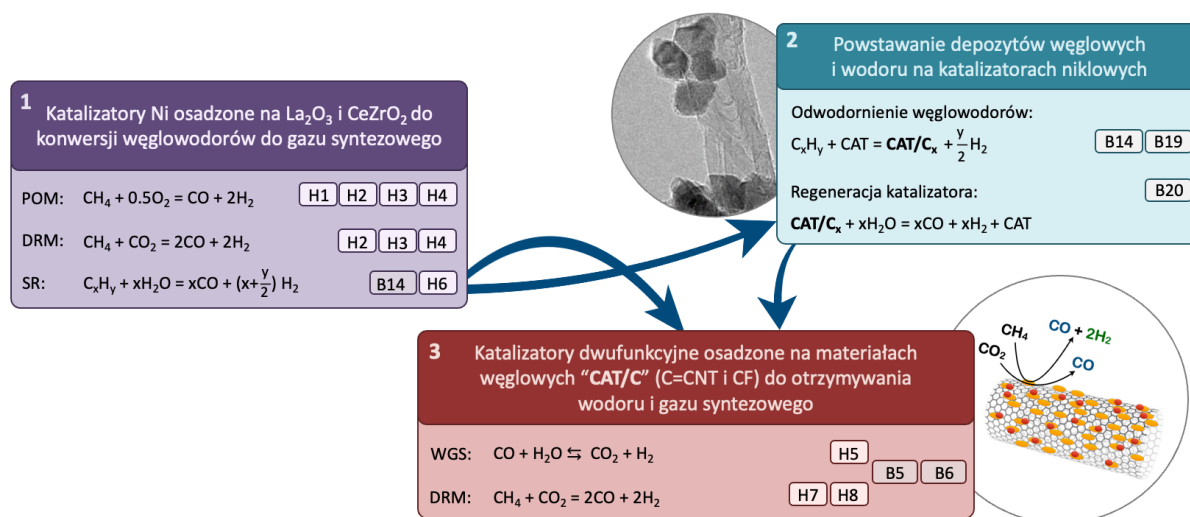 1
Katalizatory Ni osadzone na La₂O₃ i CeZrO₂ do
konwersji węglowodorów do gazu syntezowego
POM: CH₄ + 0.5O₂ = CO + 2H₂ H1 H2 H3 H4
DRM: CH₄ + CO₂ = 2CO + 2H₂ H2 H3 H4
SR: CₓHᵧ + xH₂O = xCO + (x+y/2) H₂ B14 H6
2
Powstawanie depozytów węglowych
i wodoru na katalizatorach niklowych
Odwodornienie węglowodorów:
CₓHᵧ + CAT = CAT/Cₓ + y/2 H₂ B14 B19
Regeneracja katalizatora: B20
CAT/Cₓ + xH₂O = xCO + xH₂ + CAT
3
Katalizatory dwufunkcyjne osadzone na materiałach
węglowych “CAT/C” (C=CNT i CF) do otrzymywania
wodoru i gazu syntezowego
WGS: CO + H₂O ⇆ CO₂ + H₂ H5
B5 B6
DRM: CH₄ + CO₂ = 2CO + 2H₂ H7 H8
CH₄
CO₂
CO + 2H₂
CO